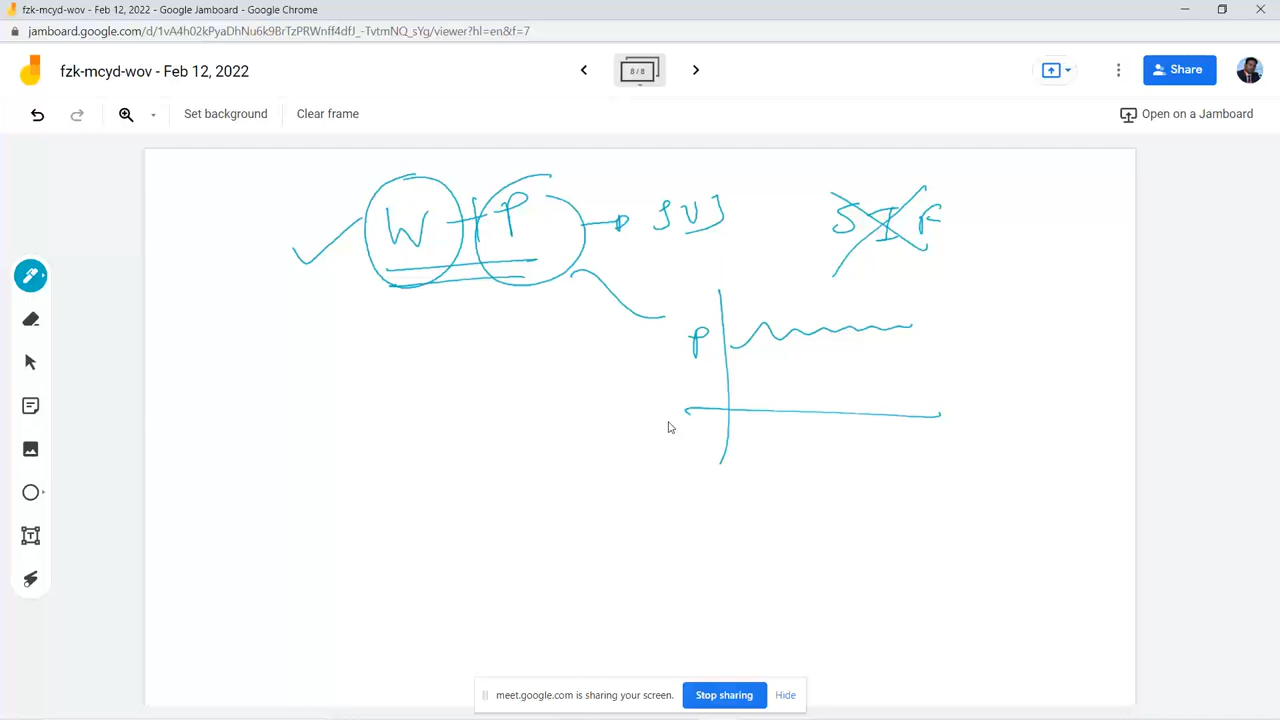 fzk-mcyd-wov - Feb 12, 2022 - Google Jamboard - Google Chrome
jamboard.google.com/d/1vA4h02kPyaDhNu6k9BrTzPRWnff4dfJ_-TvtmNQ_sYg/viewer?hl=en&f=7
fzk-mcyd-wov - Feb 12, 2022
8 / 8
Share
Set background
Clear frame
Open on a Jamboard
W P
P
T
meet.google.com is sharing your screen.
Stop sharing
Hide